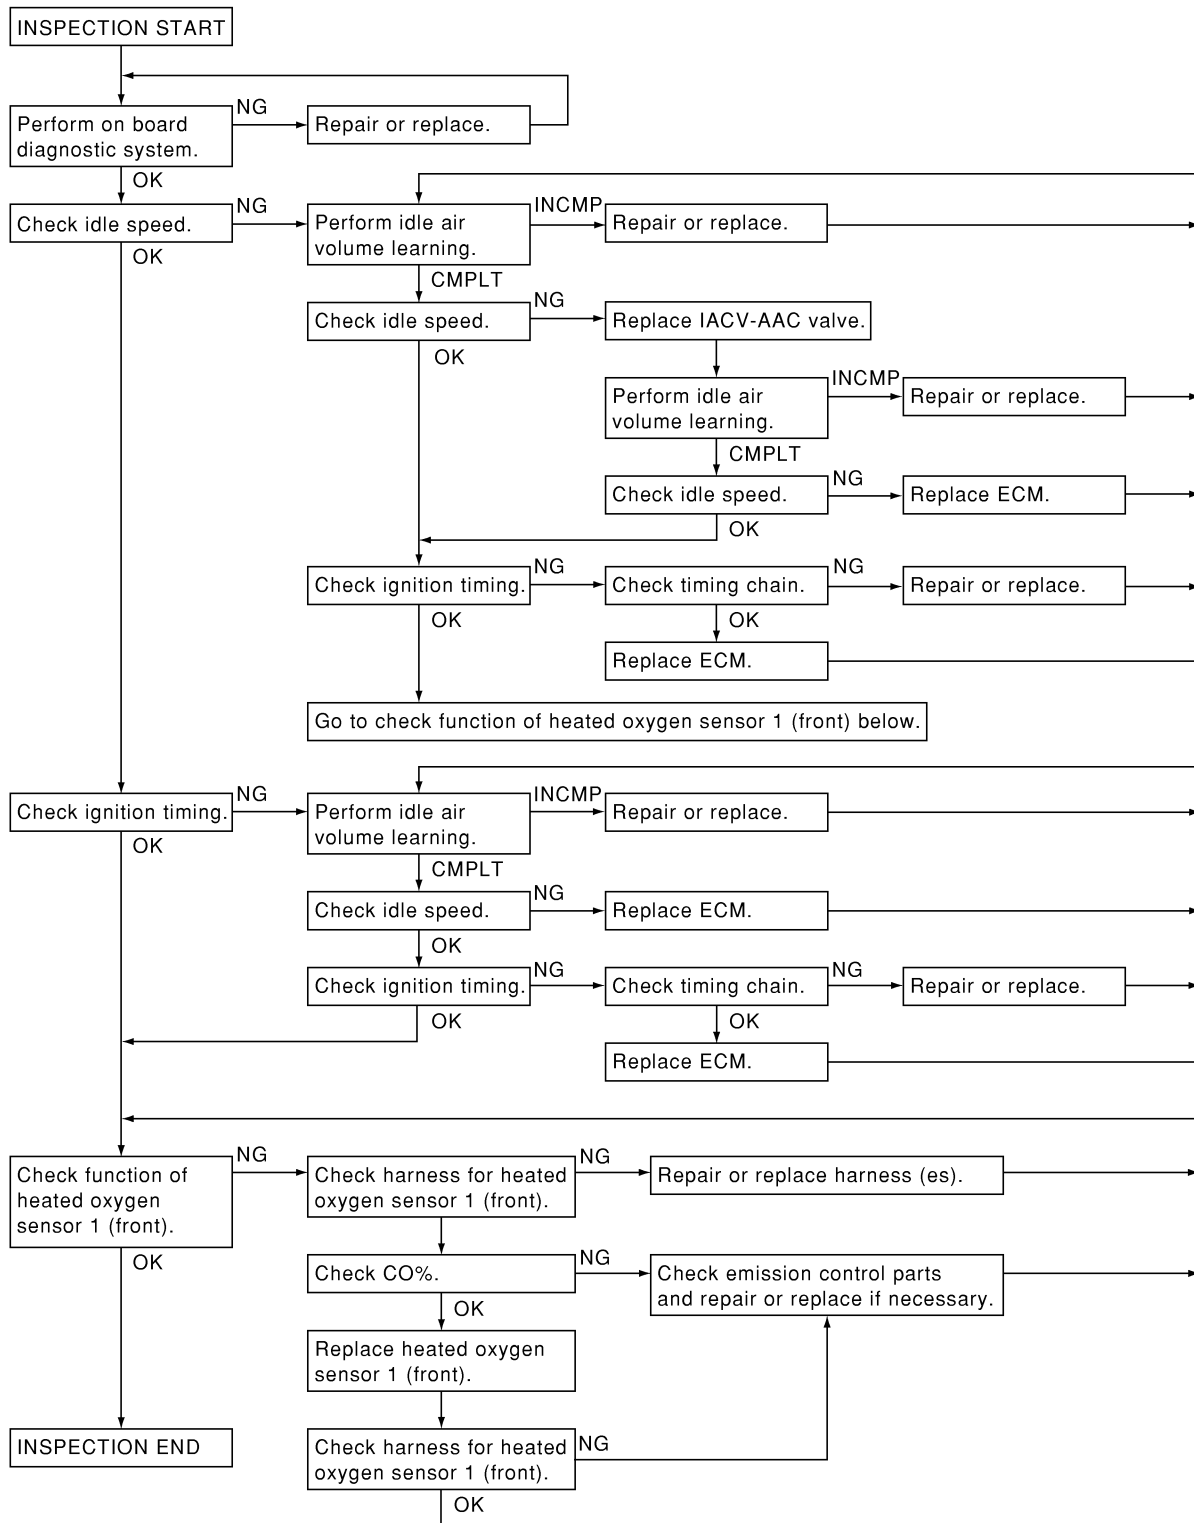 INSPECTION START
NG
Perform on board
diagnostic system.
Repair or replace.
OK
Check idle speed.
NG
Perform idle air
volume learning.
INCMP
Repair or replace.
OK
CMPLT
Check idle speed.
NG
Replace IACV-AAC valve.
OK
Perform idle air
volume learning.
INCMP
Repair or replace.
CMPLT
Check idle speed.
NG
Replace ECM.
OK
Check ignition timing.
NG
Check timing chain.
NG
Repair or replace.
OK
OK
Replace ECM.
Go to check function of heated oxygen sensor 1 (front) below.
Check ignition timing.
NG
Perform idle air
volume learning.
INCMP
Repair or replace.
OK
CMPLT
Check idle speed.
NG
Replace ECM.
OK
Check ignition timing.
NG
Check timing chain.
NG
Repair or replace.
OK
OK
Replace ECM.
Check function of
heated oxygen
sensor 1 (front).
NG
Check harness for heated
oxygen sensor 1 (front).
NG
Repair or replace harness (es).
OK
Check CO%.
NG
Check emission control parts
and repair or replace if necessary.
OK
Replace heated oxygen
sensor 1 (front).
INSPECTION END
Check harness for heated
oxygen sensor 1 (front).
NG
OK